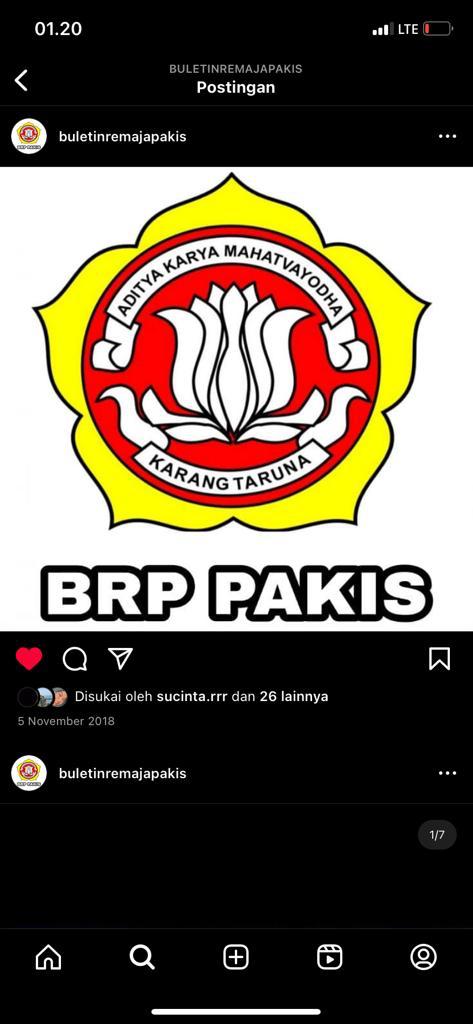 01.20
LTE
BULETINREMAJAPAKIS
Postingan
buletinremajapakis
ADITYA KARYA MAHATVAYODHA
KARANG TARUNA
BRP PAKIS
Disukai oleh sucinta.rrr dan 26 lainnya
5 November 2018
buletinremajapakis
1/7